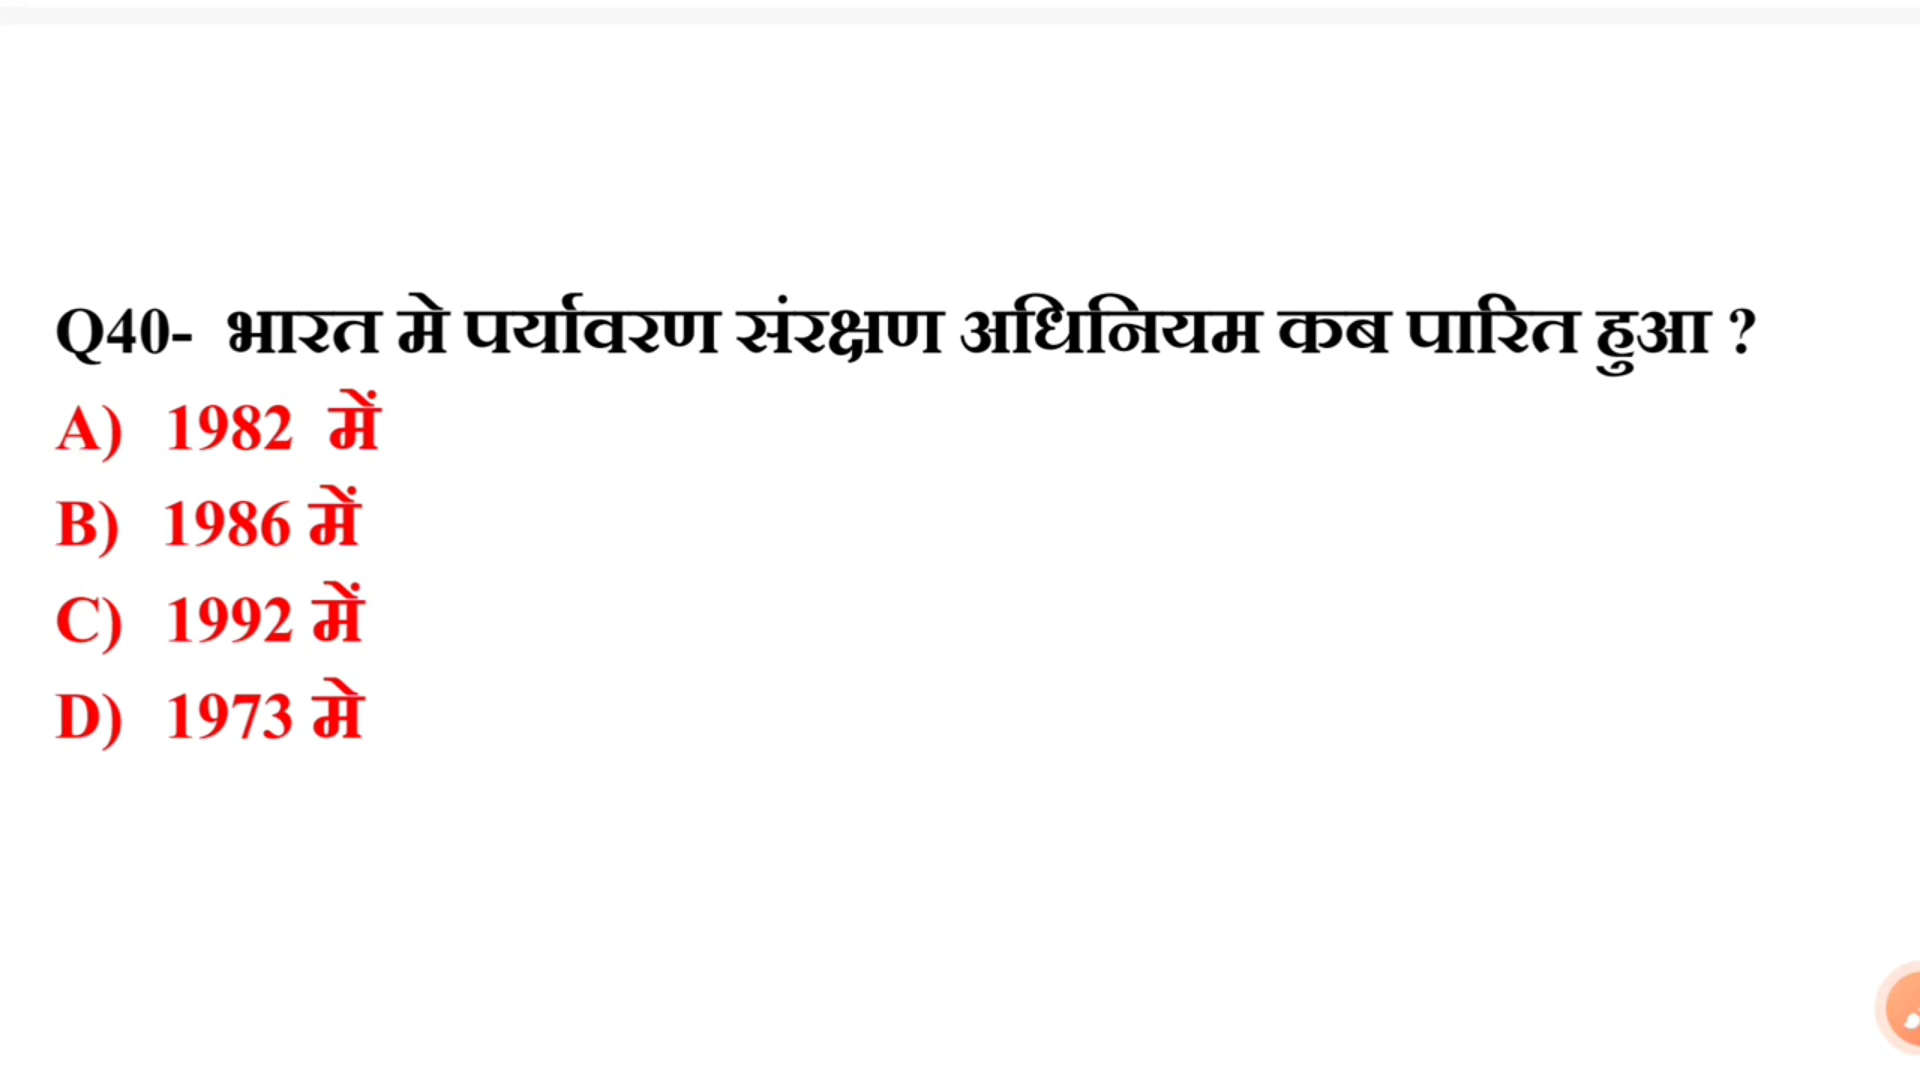 Q40- भारत मे पर्यावरण संरक्षण अधिनियम कब पारित हुआ ?
A) 1982 में
B) 1986 में
C) 1992 में
D) 1973 मे